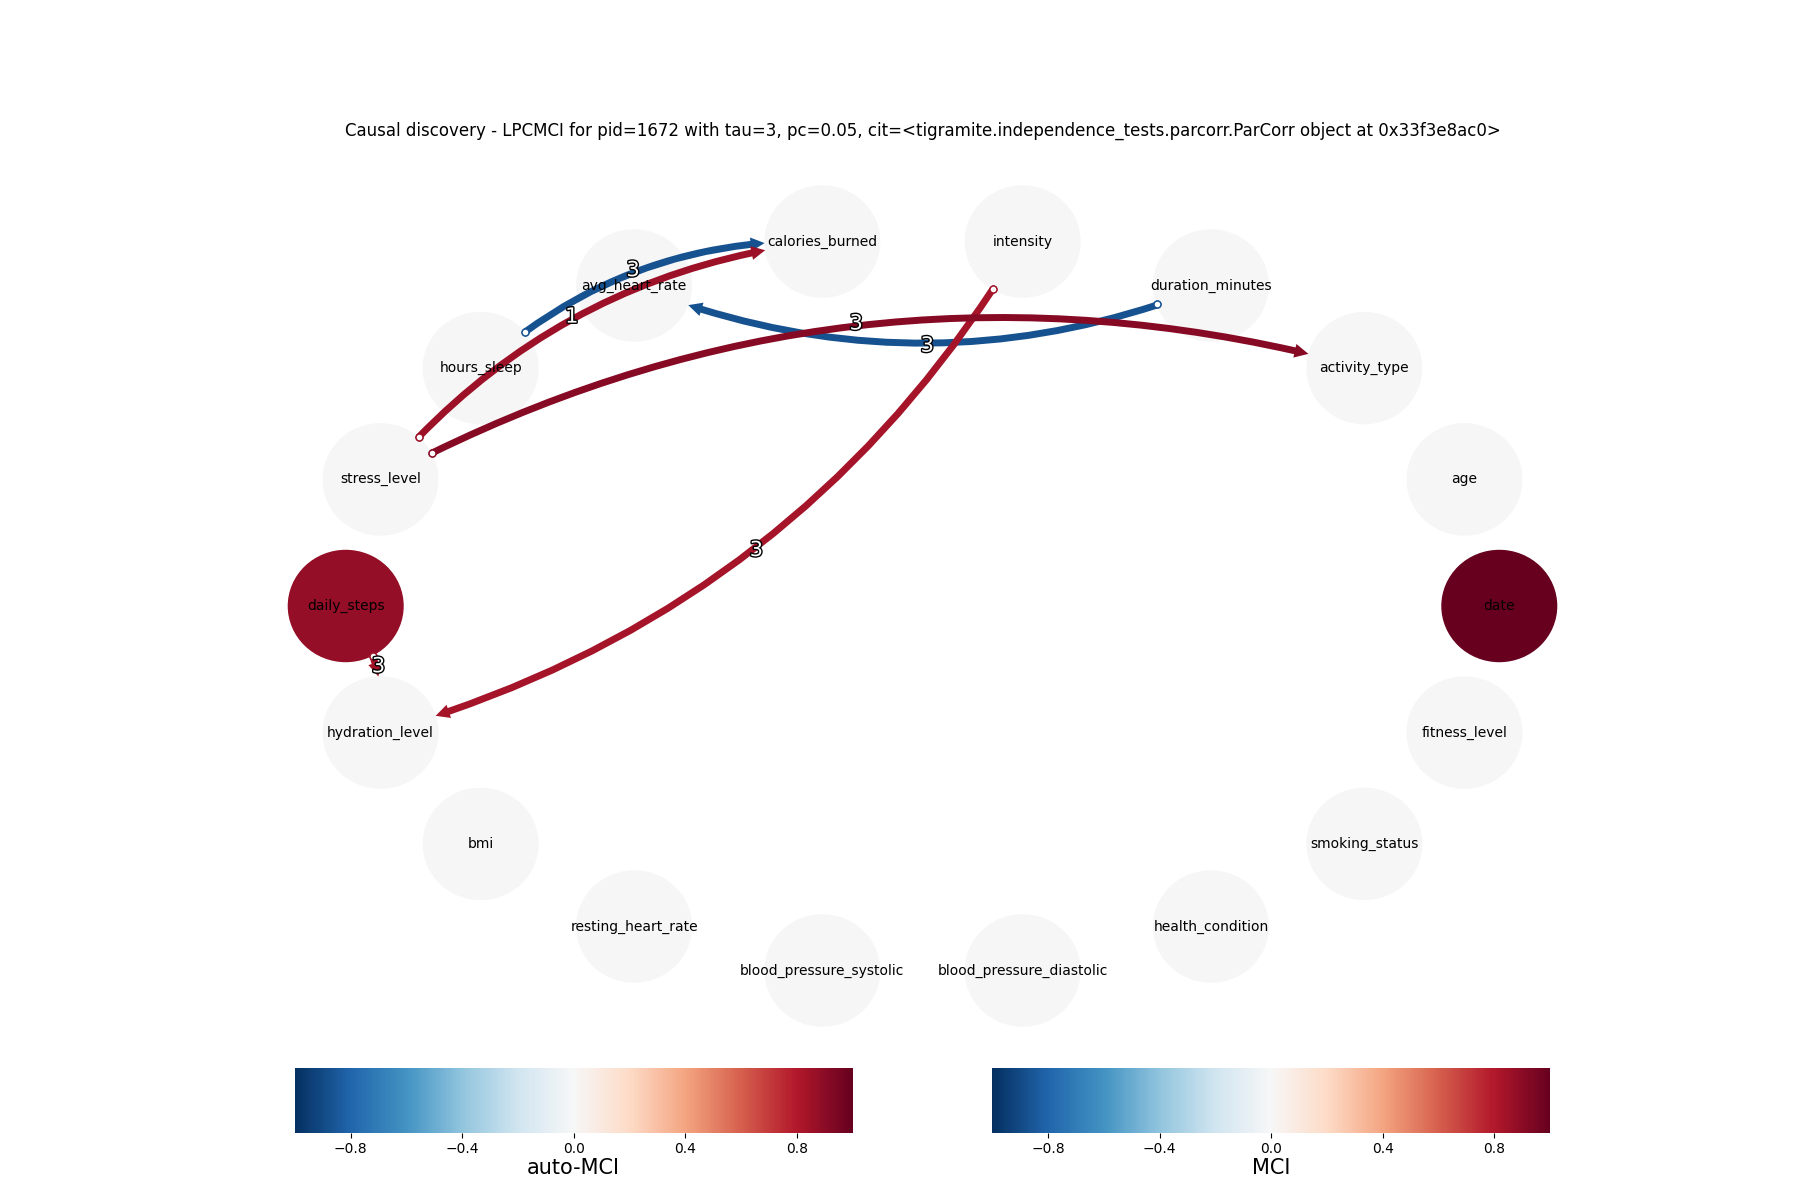 Causal discovery - LPCMCI for pid=1672 with tau=3, pc=0.05, cit=<tigramite.independence_tests.parcorr.ParCorr object at 0x33f3e8ac0>
calories_burned
intensity
3
avg_heart_rate
duration_minutes
1
3
3
hours_sleep
activity_type
stress_level
age
3
daily_steps
date
3
hydration_level
fitness_level
bmi
smoking_status
resting_heart_rate
health_condition
blood_pressure_systolic
blood_pressure_diastolic
−0.8 −0.4 0.0 0.4 0.8
auto-MCI
−0.8 −0.4 0.0 0.4 0.8
MCI